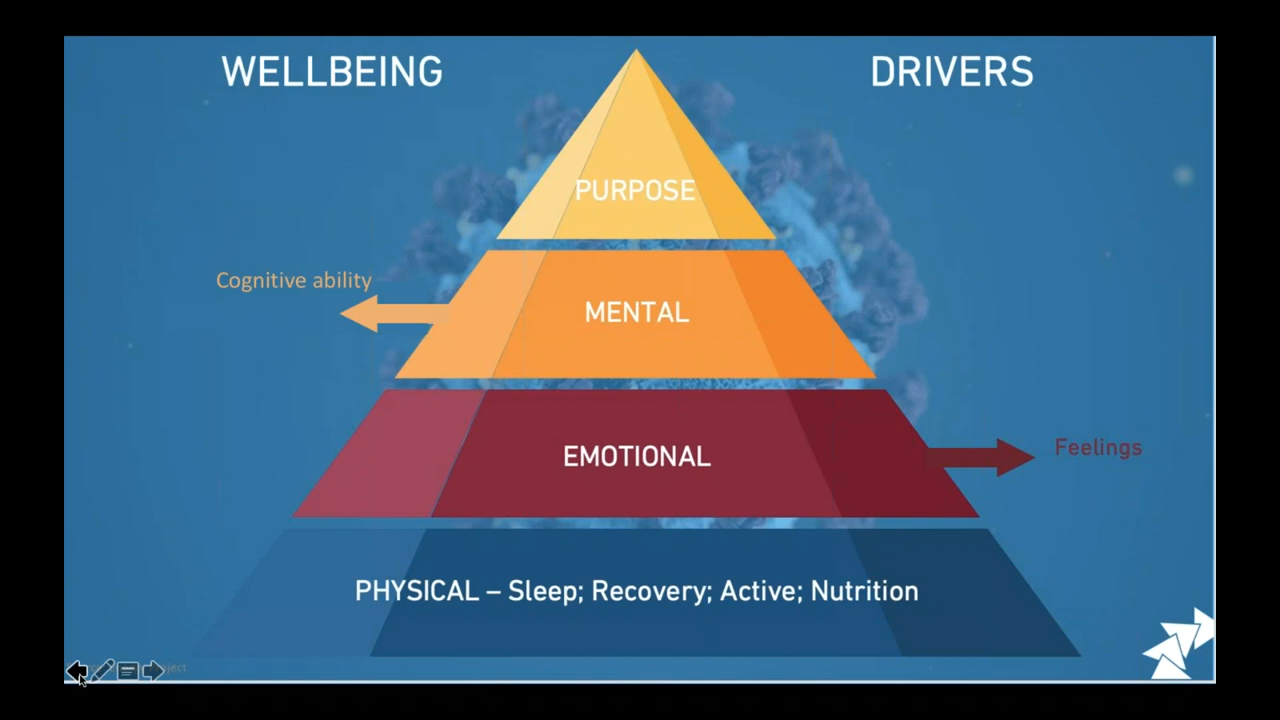 WELLBEING
DRIVERS
PURPOSE
Cognitive ability
MENTAL
EMOTIONAL
Feelings
PHYSICAL – Sleep; Recovery; Active; Nutrition